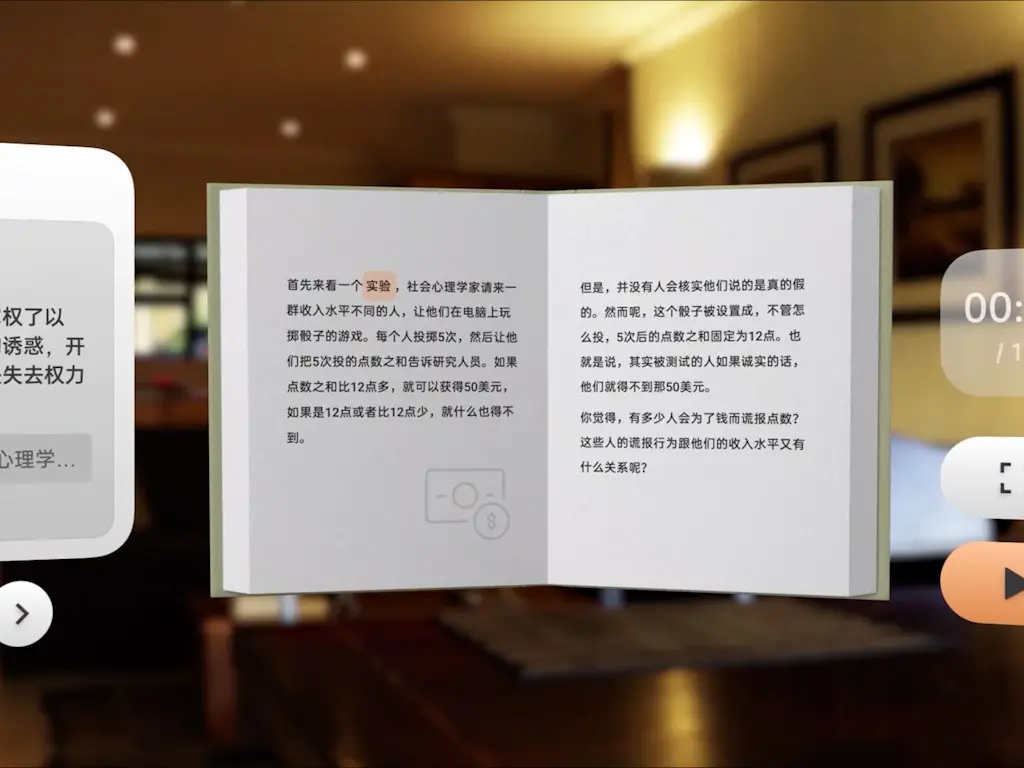 权了以
诱惑，开
失去权力
心理学…
首先来看一个实验，社会心理学家请来一
群收入水平不同的人，让他们在电脑上玩
掷骰子的游戏。每个人投掷5次，然后让他
们把5次投的点数之和告诉研究人员。如果
点数之和比12点多，就可以获得50美元，
如果是12点或者比12点少，就什么也得不
到。
$
但是，并没有人会核实他们说的是真的假
的。然而呢，这个骰子被设置成，不管怎
么投，5次后的点数之和固定为12点。也
就是说，其实被测试的人如果诚实的话，
他们就得不到那50美元。
你觉得，有多少人会为了钱而谎报点数？
这些人的谎报行为跟他们的收入水平又有
什么关系呢？
00:
/ 1